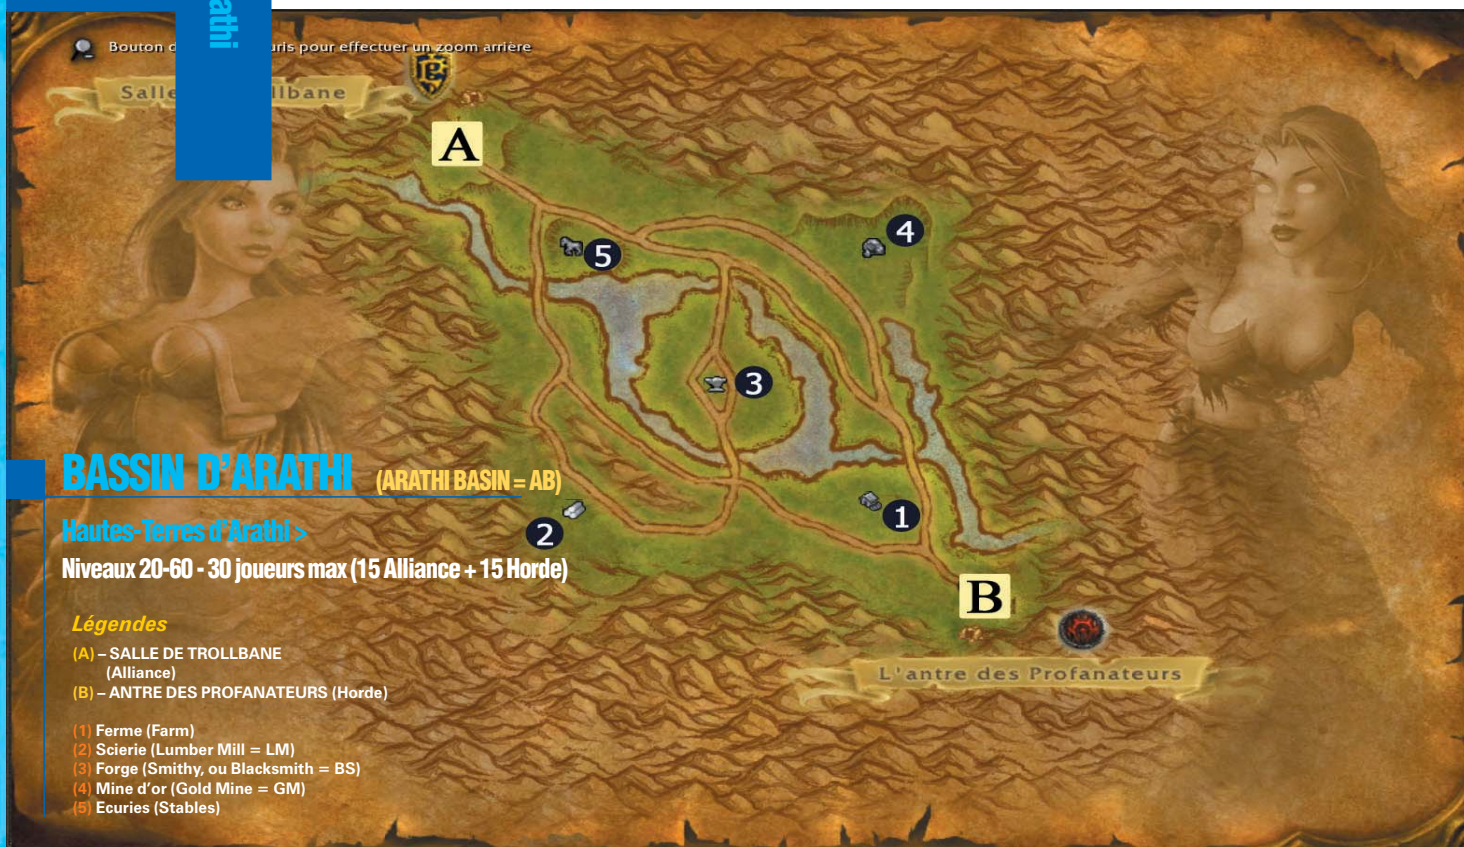 athi
Bouton d uris pour effectuer un zoom arrière
Salle llbane
A
5
4
3
BASSIN D'ARATHI (ARATHI BASIN = AB)
Hautes-Terres d'Arathi >
2
1
Niveaux 20-60 - 30 joueurs max (15 Alliance + 15 Horde)
B
L'antre des Profanateurs
Légendes
(A) – SALLE DE TROLLBANE
(Alliance)
(B) – ANTRE DES PROFANATEURS (Horde)
(1) Ferme (Farm)
(2) Scierie (Lumber Mill = LM)
(3) Forge (Smithy, ou Blacksmith = BS)
(4) Mine d'or (Gold Mine = GM)
(5) Ecuries (Stables)